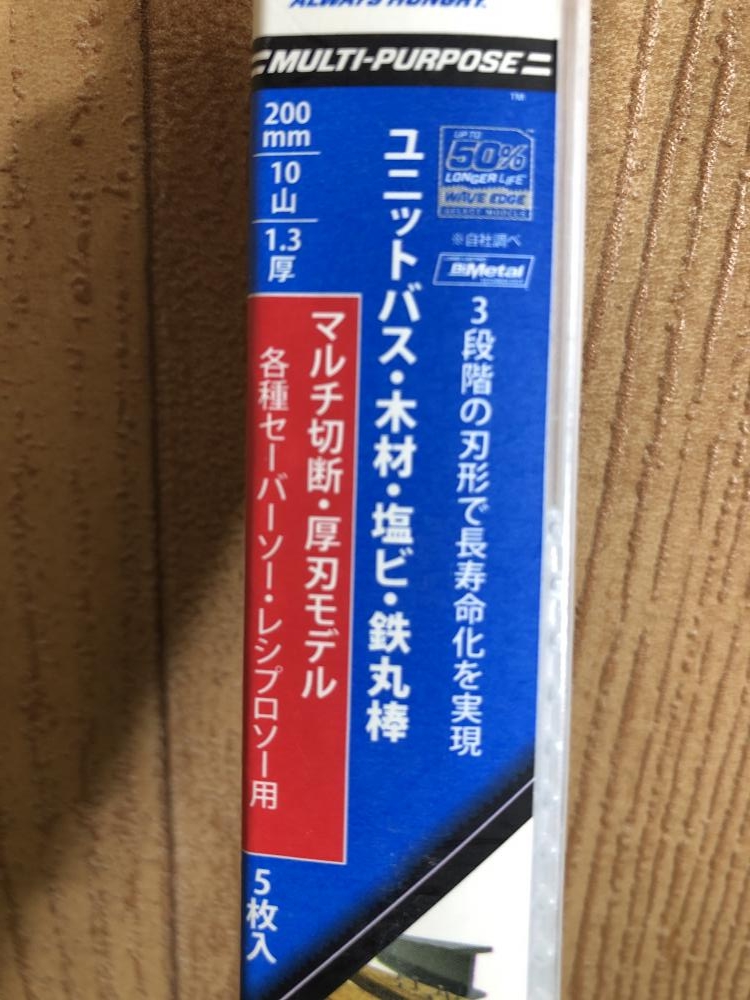 ALWAYS HUNGRY.
MULTI-PURPOSE
TM
UP TO
50%
LONGER LIFE
WAVE EDGE
※自社調べ
BiMetal
3段階の刃形で長寿命化を実現
ユニットバス・木材・塩ビ・鉄丸棒
200
mm
10
山
1.3
厚
マルチ切断・厚刃モデル
各種セーバーソー・レシプロソー用
5枚入